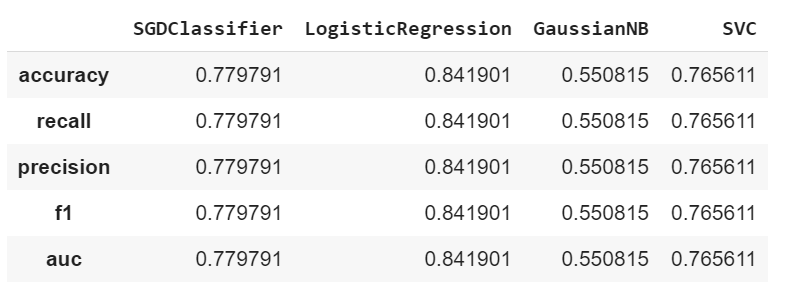 SGDClassifier LogisticRegression GaussianNB SVC
accuracy 0.779791 0.841901 0.550815 0.765611
recall 0.779791 0.841901 0.550815 0.765611
precision 0.779791 0.841901 0.550815 0.765611
f1 0.779791 0.841901 0.550815 0.765611
auc 0.779791 0.841901 0.550815 0.765611